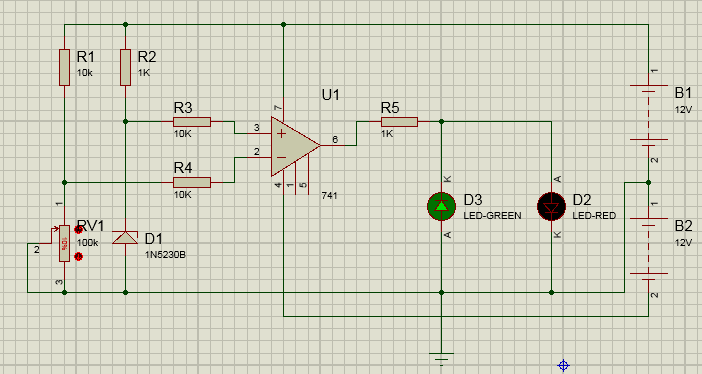 R1
10k
R2
1K
R3
10K
R4
10K
U1
7
3
2
6
4
1
5
741
R5
1K
K
D3
LED-GREEN
A
A
D2
LED-RED
K
1
B1
12V
2
1
B2
12V
2
1
RV1
100k
2
3
D1
1N5230B